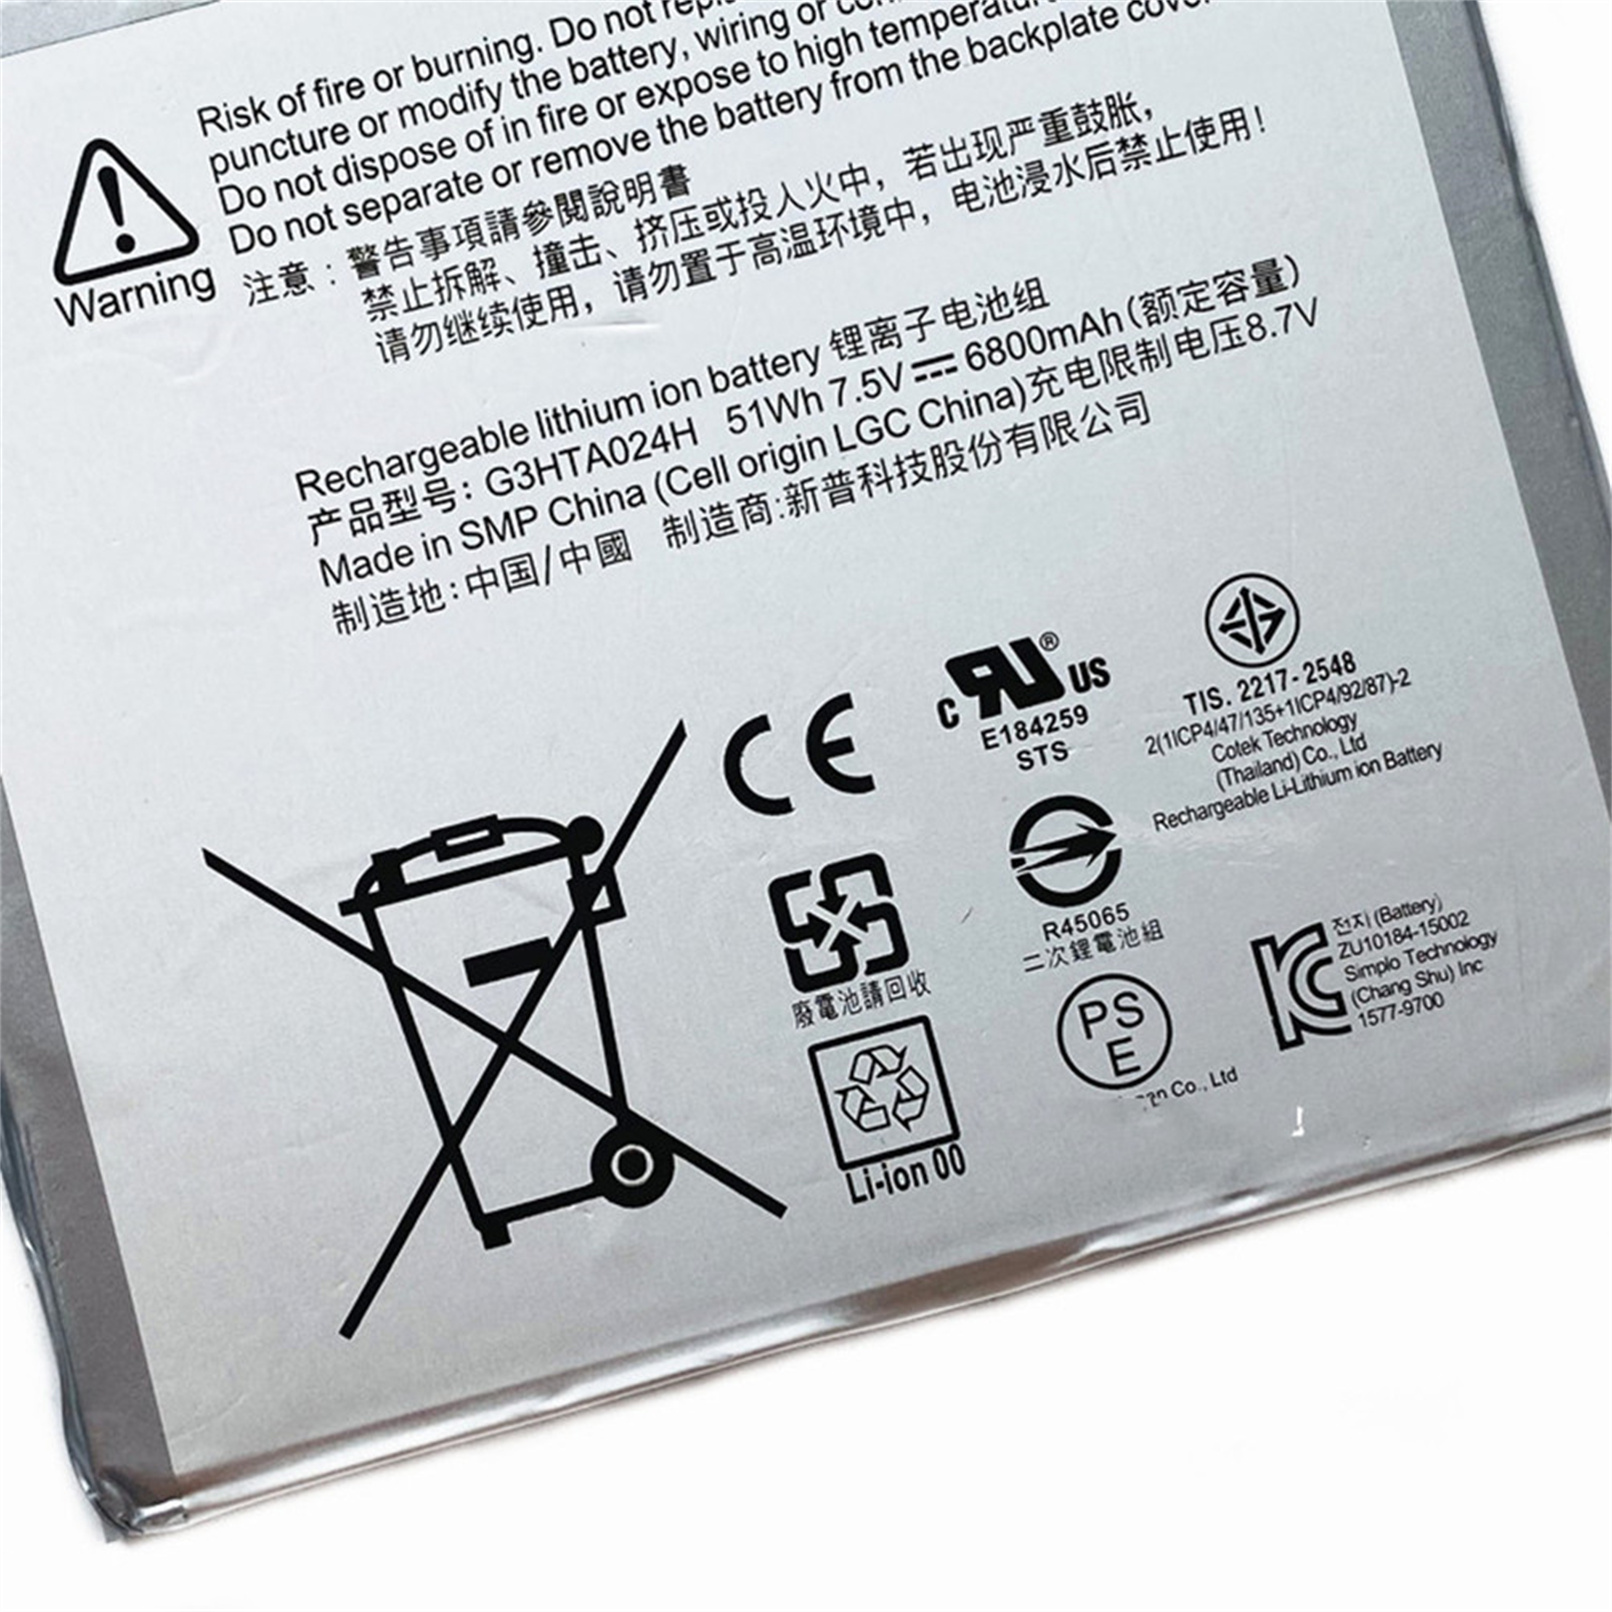 Risk of fire or burning. Do not
puncture or modify the battery, wiring or
Do not dispose of in fire or expose to high
Do not separate or remove the battery from the backplate
Warning
注意：警告事項請參閱說明書
禁止拆解、撞击、挤压或投入火中，若出现严重鼓胀，
请勿继续使用，请勿置于高温环境中，电池浸水后禁止使用！
Rechargeable lithium ion battery 锂离子电池组
产品型号：G3HTA024H 51Wh 7.5V ⎓ 6800mAh(额定容量)
Made in SMP China (Cell origin LGC China)充电限制电压8.7V
制造地:中国/中國 制造商:新普科技股份有限公司
CE
c RU ® US
E184259
STS
TIS. 2217-2548
2(1ICP4/47/135+1ICP4/92/87)-2
Cotek Technology
(Thailand) Co., Ltd
Rechargeable Li-Lithium ion Battery
R45065
二次鋰電池組
廢電池請回收
전지 (Battery)
ZU10184-15002
Simplo Technology
(Chang Shu) Inc
1577-9700
PS
E
Co., Ltd
Li-ion 00